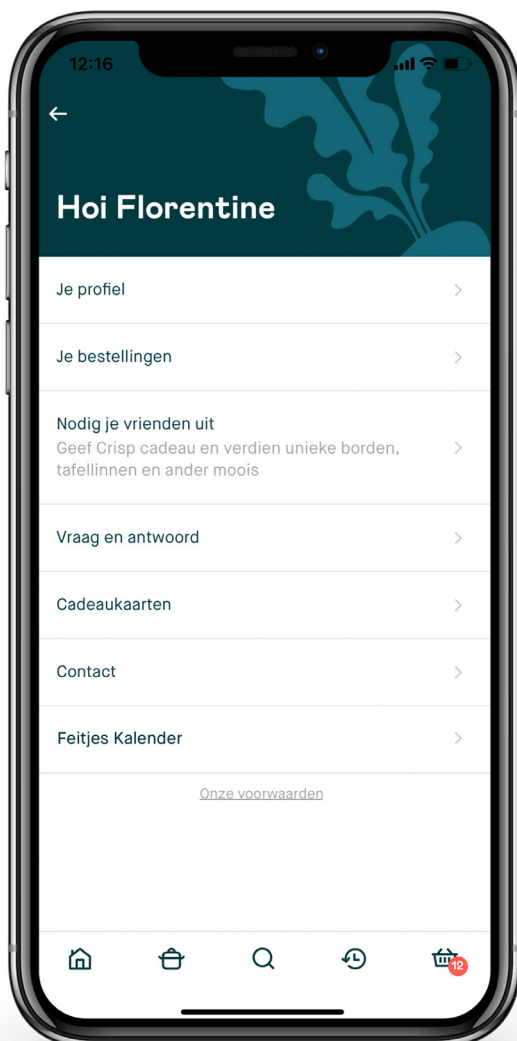 12:16
Hoi Florentine
Je profiel
Je bestellingen
Nodig je vrienden uit
Geef Crisp cadeau en verdien unieke borden,
tafellinnen en ander moois
Vraag en antwoord
Cadeaukaarten
Contact
Feitjes Kalender
Onze voorwaarden
12